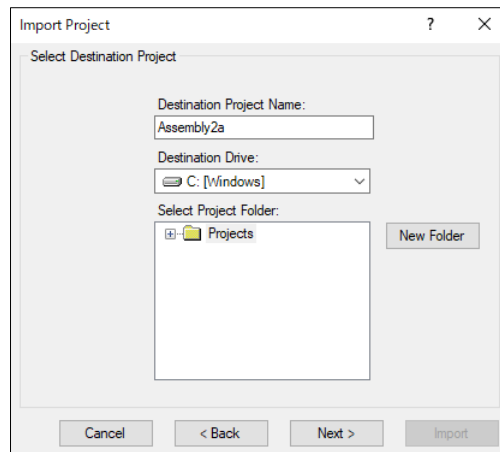 Import Project
Select Destination Project
Destination Project Name:
Assembly2a
Destination Drive:
C: [Windows]
Select Project Folder:
Projects
New Folder
Cancel
< Back
Next >
Import